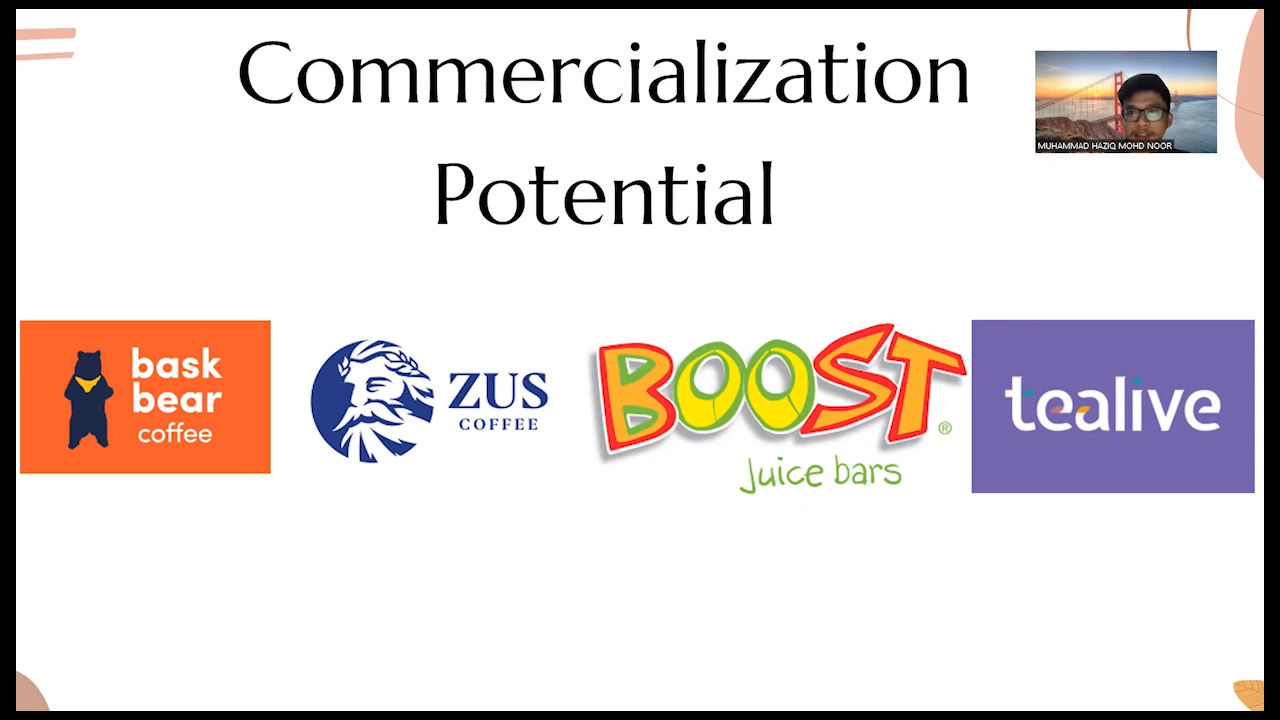 Commercialization
Potential
MUHAMMAD HAZIQ MOHD NOOR
bask
bear
coffee
ZUS
COFFEE
BOOST
®
juice bars
tealive